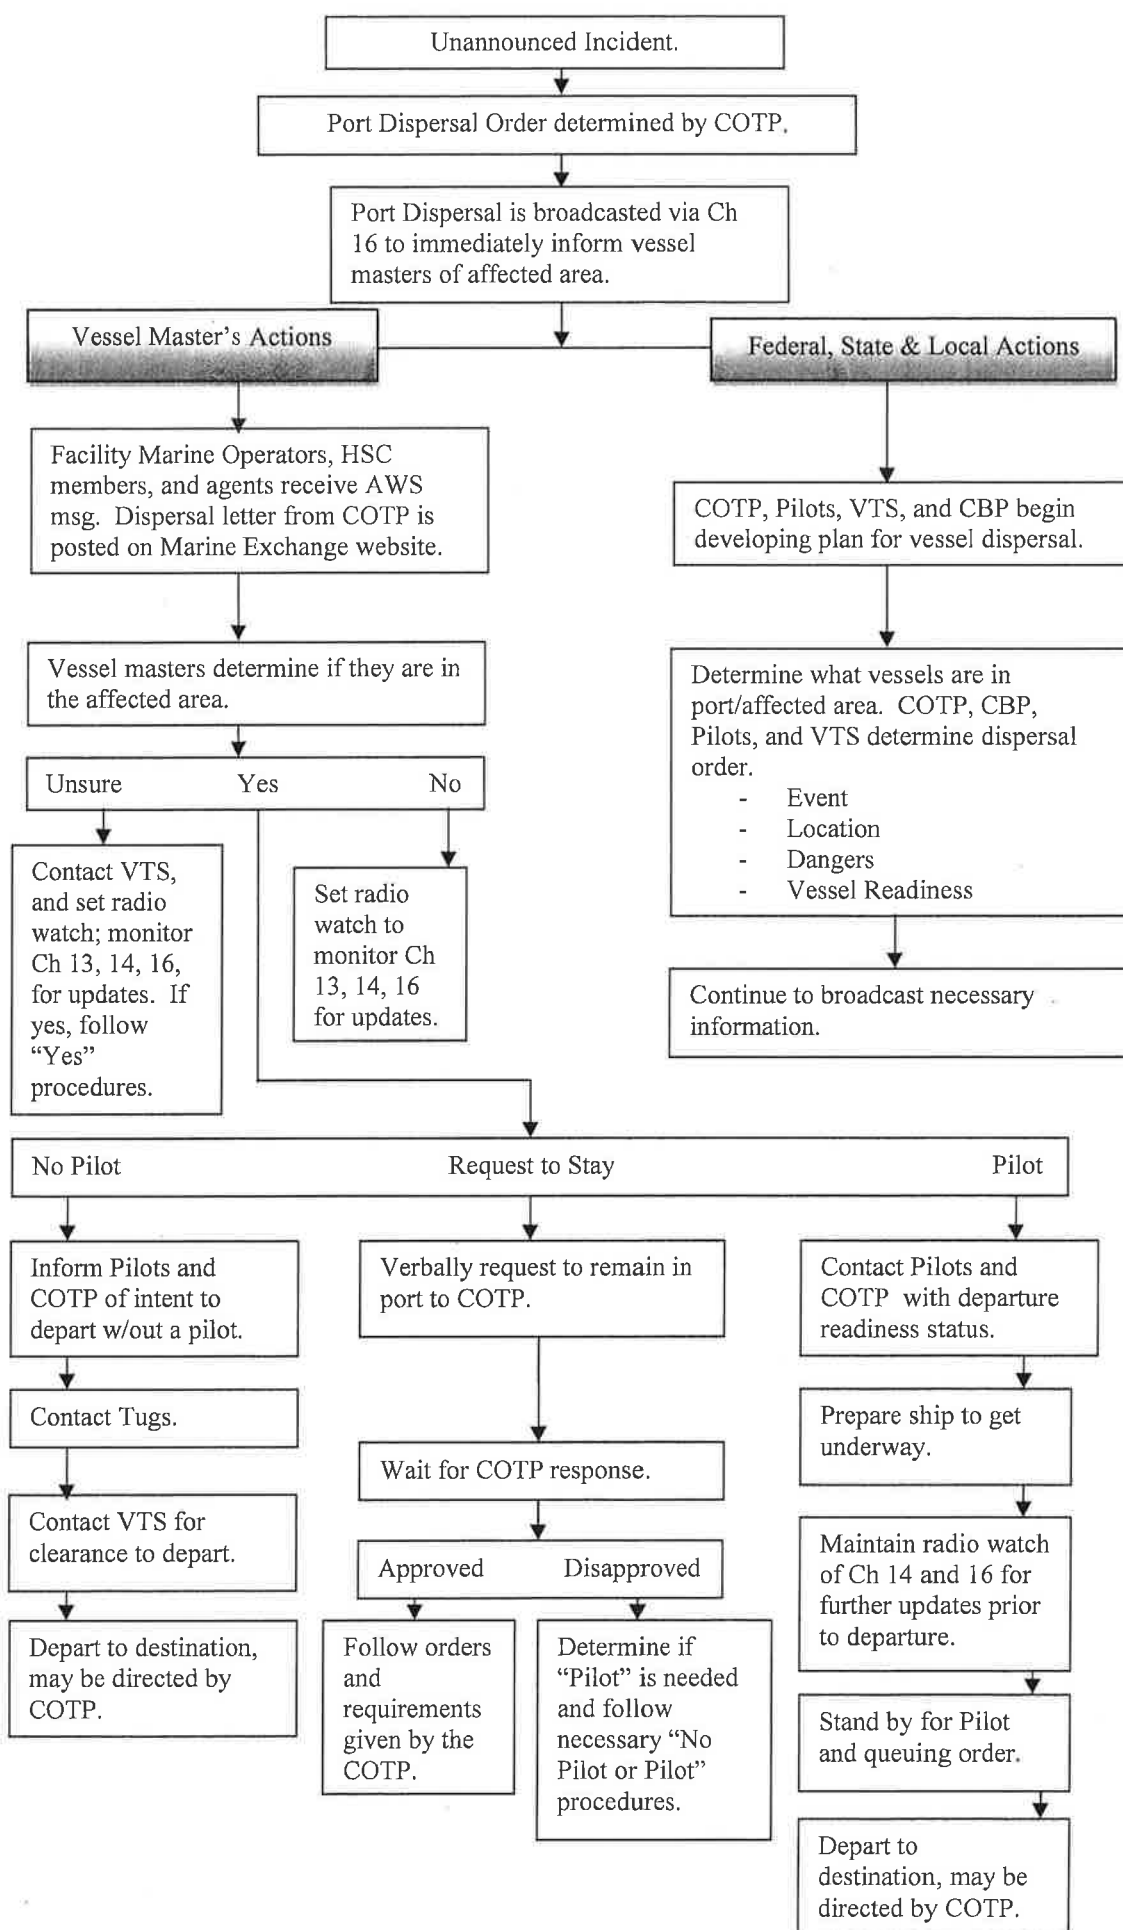 Unannounced Incident.
Port Dispersal Order determined by COTP.
Port Dispersal is broadcasted via Ch
16 to immediately inform vessel
masters of affected area.
Vessel Master's Actions
Federal, State & Local Actions
Facility Marine Operators, HSC
members, and agents receive AWS
msg.  Dispersal letter from COTP is
posted on Marine Exchange website.
COTP, Pilots, VTS, and CBP begin
developing plan for vessel dispersal.
Vessel masters determine if they are in
the affected area.
Determine what vessels are in
port/affected area.  COTP, CBP,
Pilots, and VTS determine dispersal
order.
- Event
- Location
- Dangers
- Vessel Readiness
Unsure Yes No
Contact VTS,
and set radio
watch; monitor
Ch 13, 14, 16,
for updates.  If
yes, follow
“Yes”
procedures.
Set radio
watch to
monitor Ch
13, 14, 16
for updates.
Continue to broadcast necessary
information.
No Pilot Request to Stay Pilot
Inform Pilots and
COTP of intent to
depart w/out a pilot.
Contact Tugs.
Contact VTS for
clearance to depart.
Depart to destination,
may be directed by
COTP.
Verbally request to remain in
port to COTP.
Wait for COTP response.
Approved Disapproved
Follow orders
and
requirements
given by the
COTP.
Determine if
“Pilot” is needed
and follow
necessary “No
Pilot or Pilot”
procedures.
Contact Pilots and
COTP  with departure
readiness status.
Prepare ship to get
underway.
Maintain radio watch
of Ch 14 and 16 for
further updates prior
to departure.
Stand by for Pilot
and queuing order.
Depart to
destination, may be
directed by COTP.